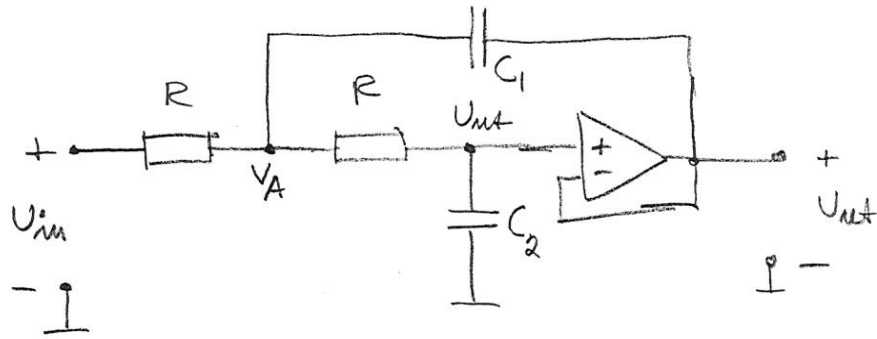 C1
R R
Uut
+ + +
VA -
Uin C2 Uut
- -